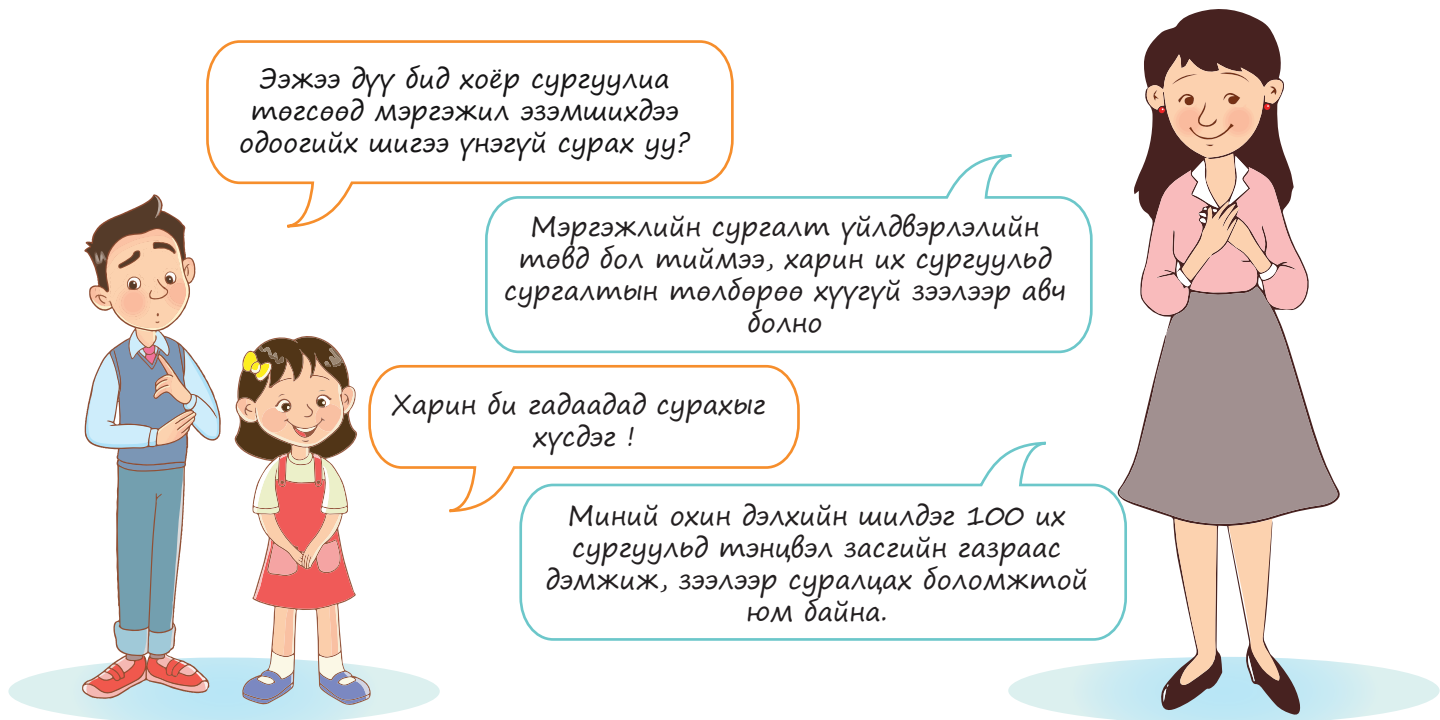 Ээжээ дүү бид хоёр сургуулиа
төгсөөд мэргэжил эзэмшихдээ
одоогийх шигээ үнэгүй сурах уу?
Мэргэжлийн сургалт үйлдвэрлэлийн
төвд бол тиймээ, харин их сургуульд
сургалтын төлбөрөө хүүгүй зээлээр авч
болно
Харин би гадаадад сурахыг
хүсдэг !
Миний охин дэлхийн шилдэг 100 их
сургуульд тэнцвэл засгийн газраас
дэмжиж, зээлээр суралцах боломжтой
юм байна.